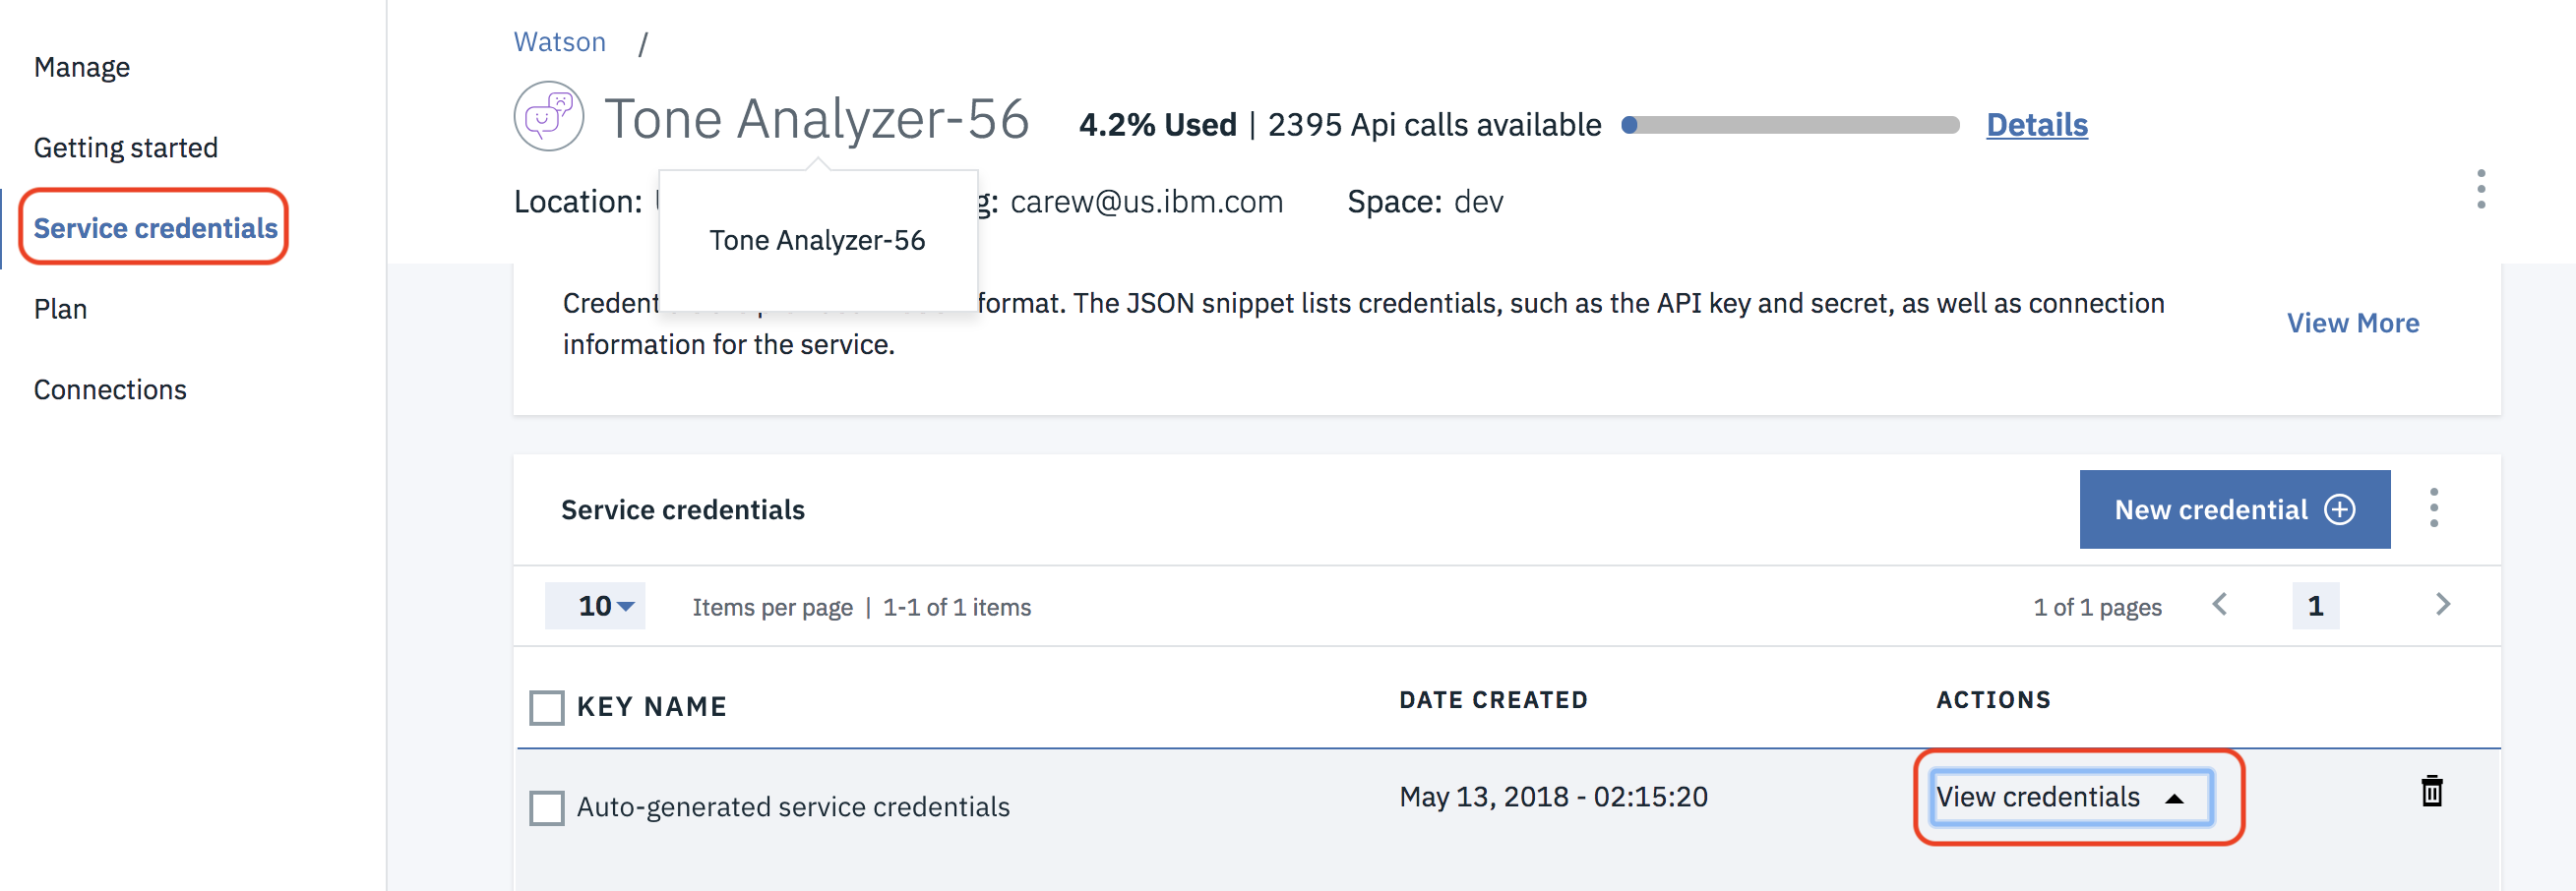 Manage
Getting started
Service credentials
Plan
Connections
Watson /
Tone Analyzer-56 4.2% Used | 2395 Api calls available Details
Location: g: carew@us.ibm.com Space: dev
Tone Analyzer-56
format. The JSON snippet lists credentials, such as the API key and secret, as well as connection
information for the service.
View More
Service credentials
New credential
10 Items per page | 1-1 of 1 items 1 of 1 pages < 1 >
KEY NAME DATE CREATED ACTIONS
Auto-generated service credentials May 13, 2018 - 02:15:20 View credentials